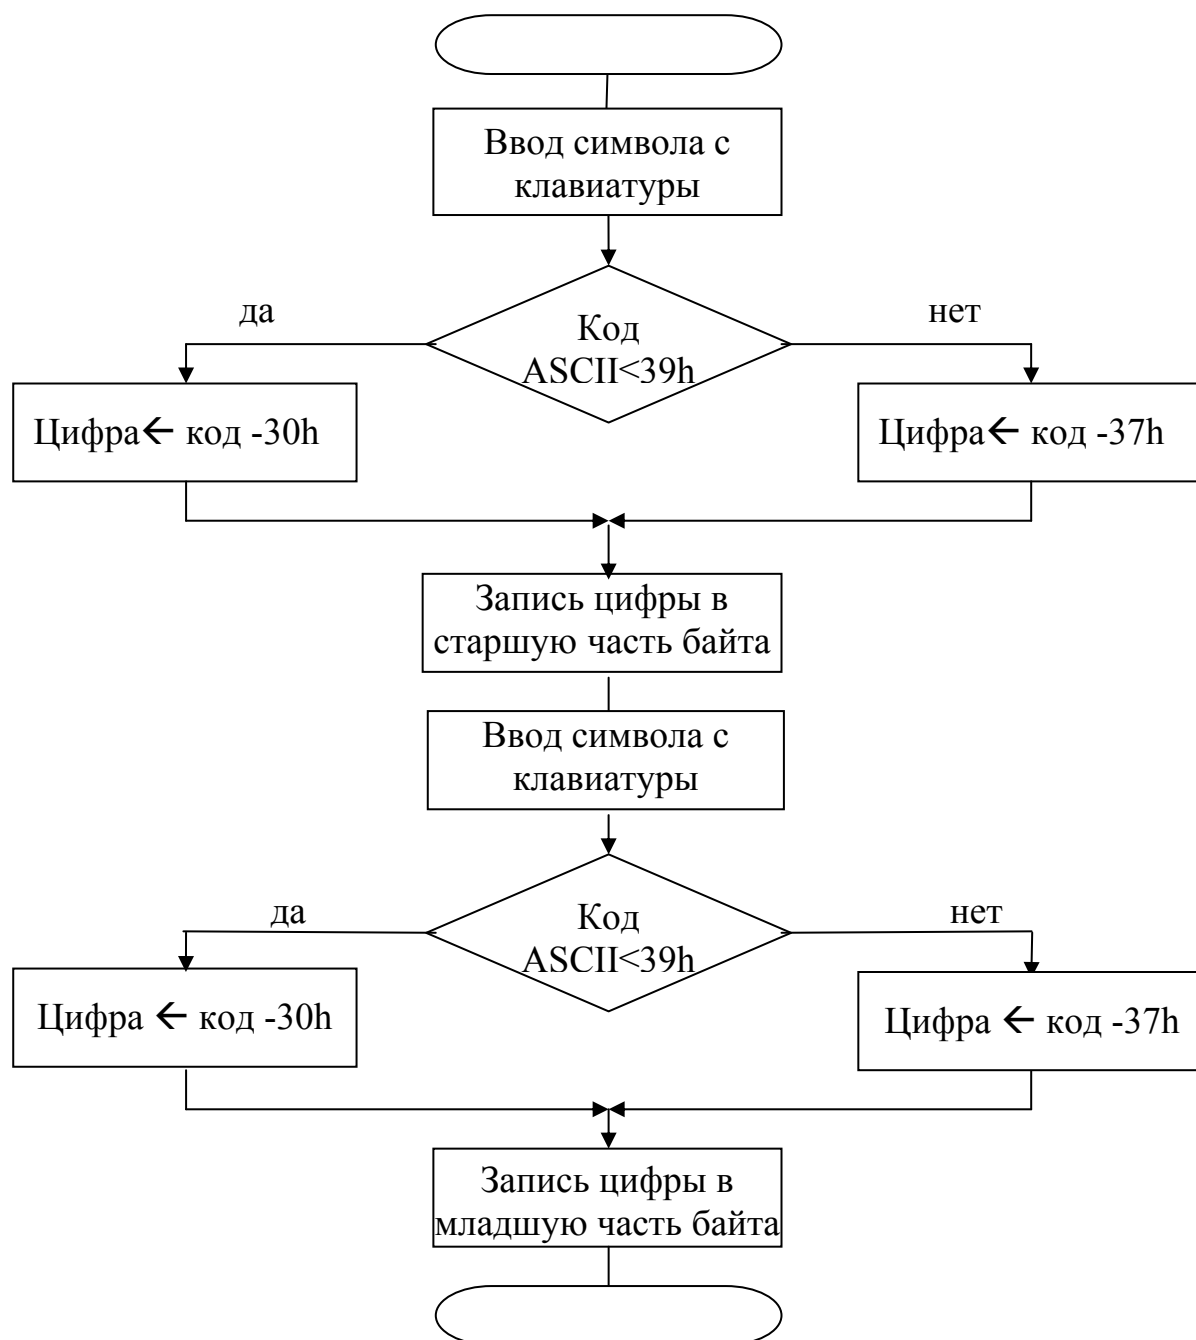 Ввод символа с
клавиатуры
да
нет
Код
ASCII<39h
Цифра← код -30h
Цифра← код -37h
Запись цифры в
старшую часть байта
Ввод символа с
клавиатуры
да
нет
Код
ASCII<39h
Цифра ← код -30h
Цифра ← код -37h
Запись цифры в
младшую часть байта